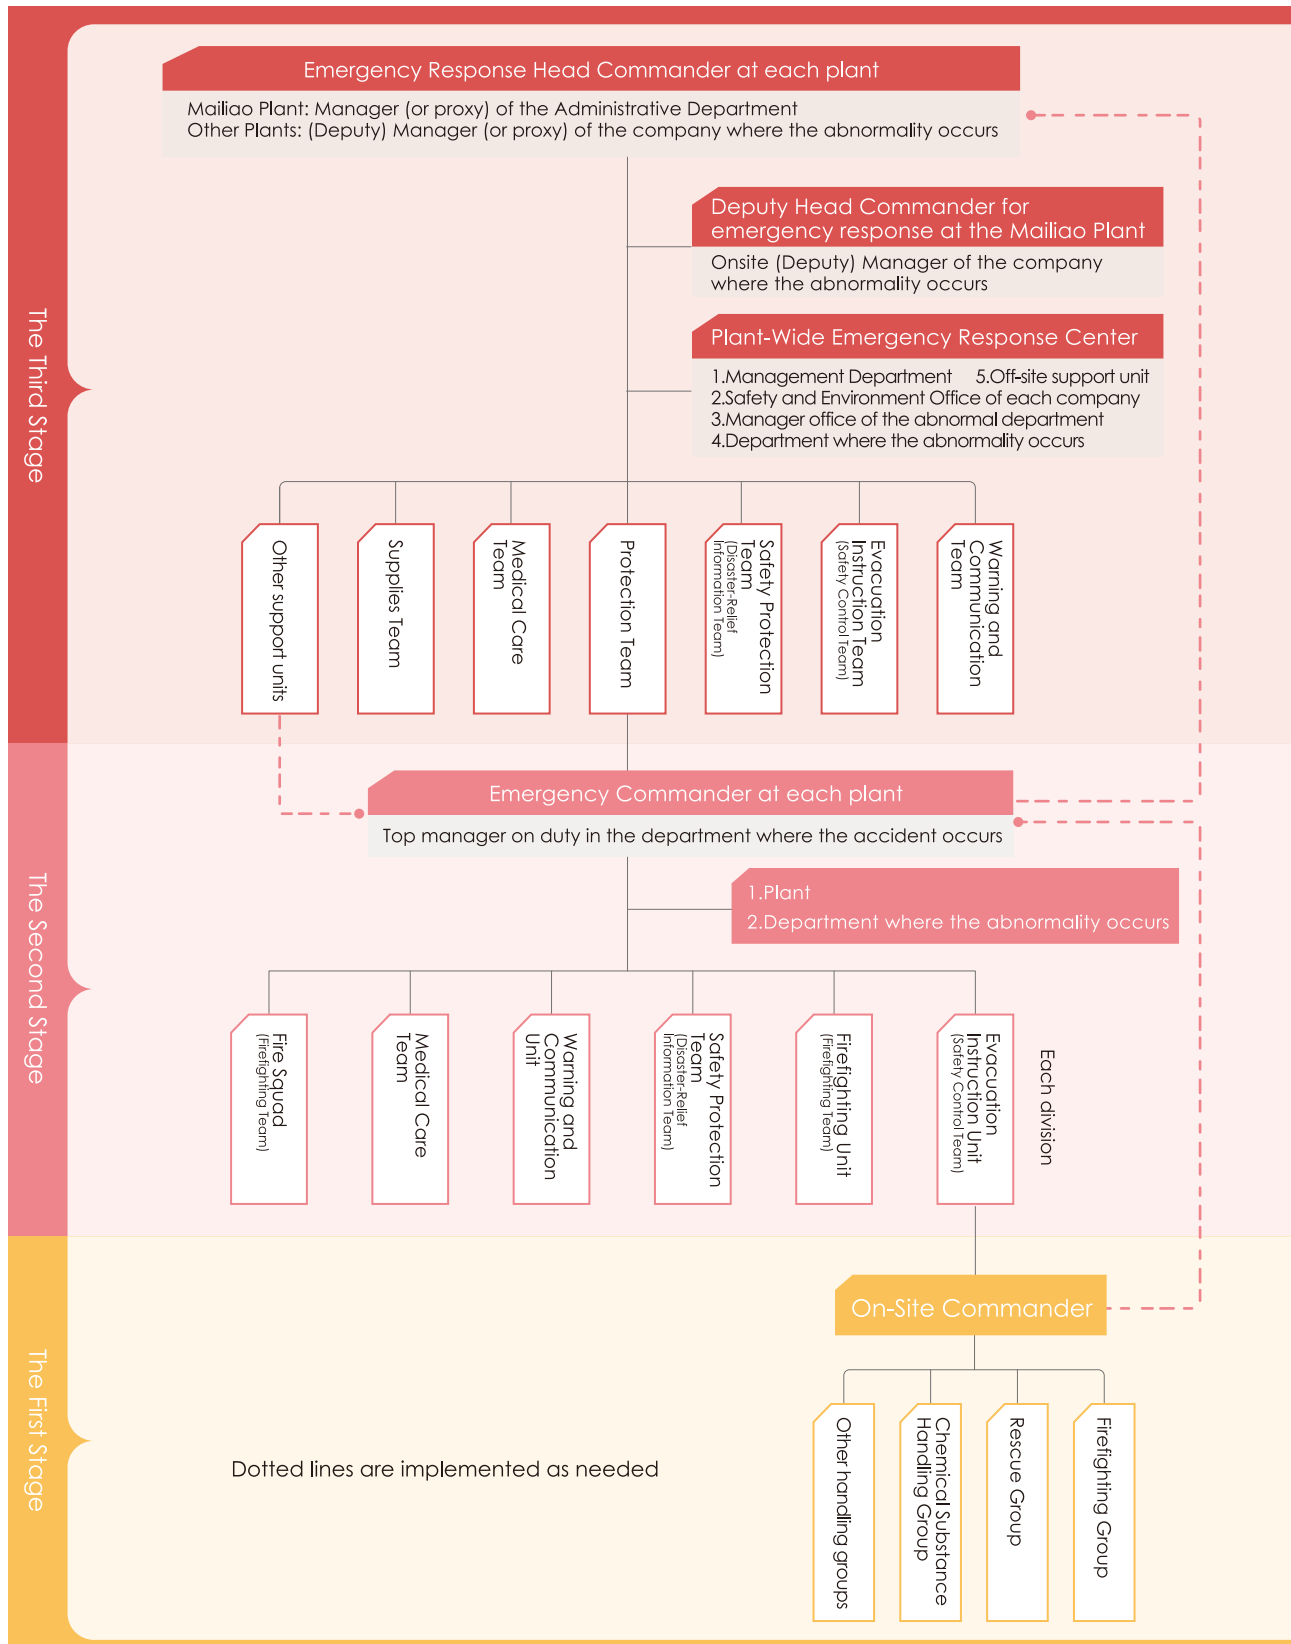 Emergency Response Head Commander at each plant
Mailiao Plant: Manager (or proxy) of the Administrative Department
Other Plants: (Deputy) Manager (or proxy) of the company where the abnormality occurs
Deputy Head Commander for
emergency response at the Mailiao Plant
Onsite (Deputy) Manager of the company
where the abnormality occurs
Plant-Wide Emergency Response Center
1.Management Department 5.Off-site support unit
2.Safety and Environment Office of each company
3.Manager office of the abnormal department
4.Department where the abnormality occurs
The Third Stage
Other support units
Supplies Team
Medical Care
Team
Protection Team
Safety Protection
Team
(Disaster-Relief
Information Team)
Evacuation
Instruction Team
(Safety Control Team)
Warning and
Communication
Team
Emergency Commander at each plant
Top manager on duty in the department where the accident occurs
1.Plant
2.Department where the abnormality occurs
The Second Stage
Fire Squad
(Firefighting Team)
Medical Care
Team
Warning and
Communication
Unit
Safety Protection
Team
(Disaster-Relief
Information Team)
Firefighting Unit
(Firefighting Team)
Evacuation
Instruction Unit
(Safety Control Team)
Each division
On-Site Commander
The First Stage
Dotted lines are implemented as needed
Other handling groups
Chemical Substance
Handling Group
Rescue Group
Firefighting Group